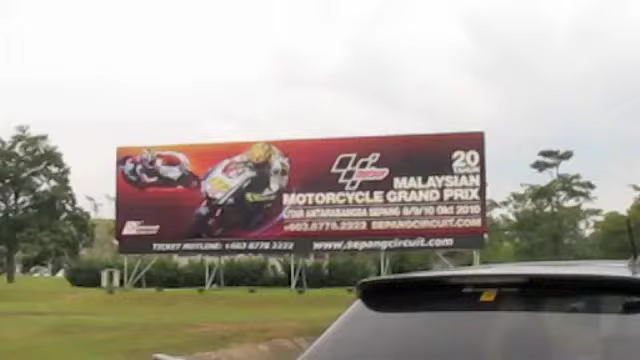 20
MALAYSIAN
MOTORCYCLE GRAND PRIX
LITAR ANTARABANGSA SEPANG 8/9/10 Okt 2010
+603.8778.2222 SEPANGCIRCUIT.COM
TICKET HOTLINE: +603 8778 2222 www.sepangcircuit.com